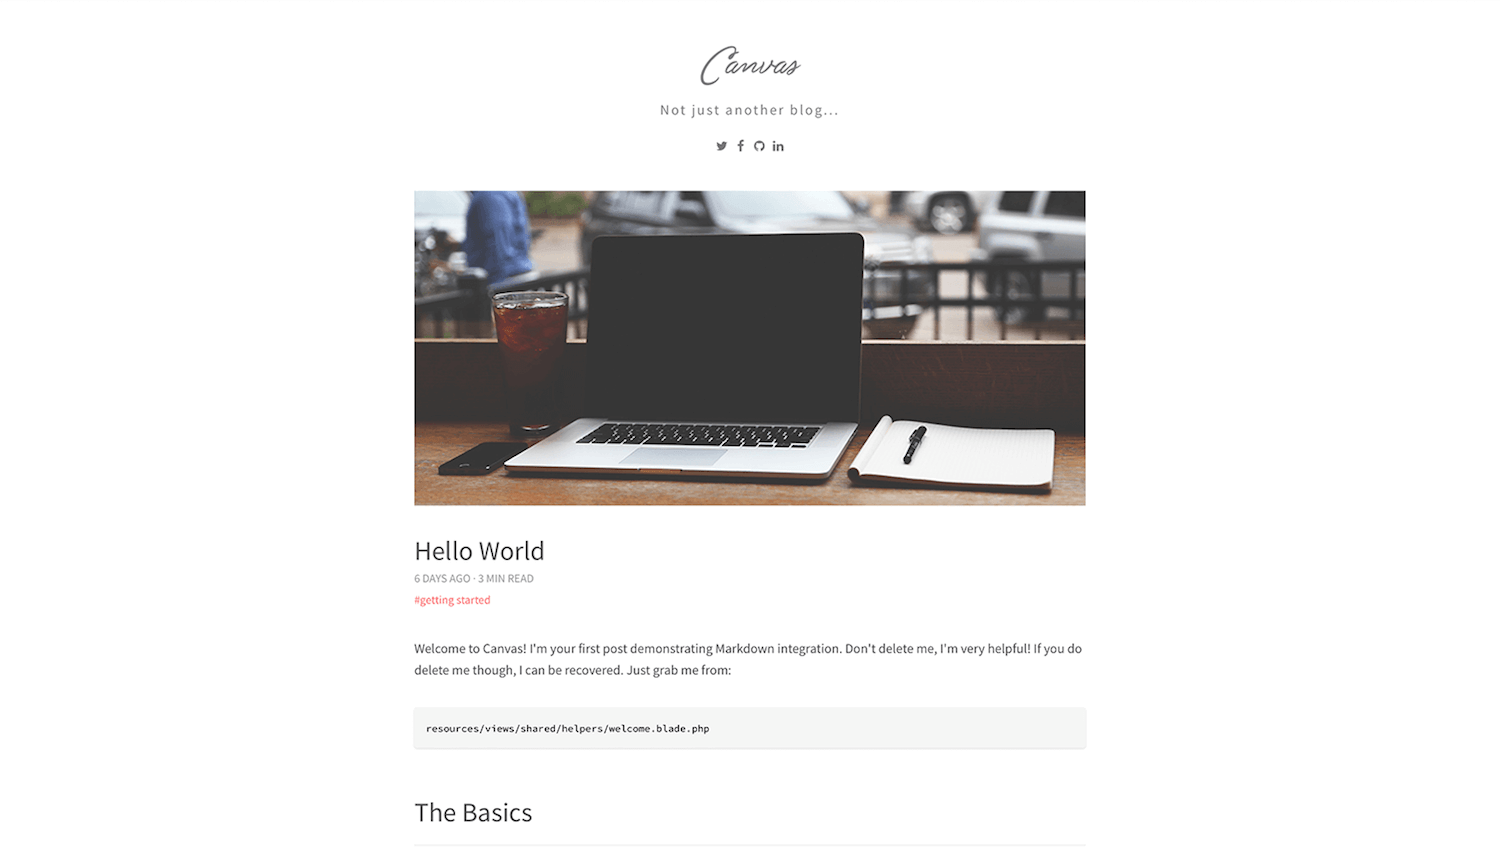 Canvas
Not just another blog...
Hello World
6 DAYS AGO · 3 MIN READ
#getting started
Welcome to Canvas! I'm your first post demonstrating Markdown integration. Don't delete me, I'm very helpful! If you do
delete me though, I can be recovered. Just grab me from:
resources/views/shared/helpers/welcome.blade.php
The Basics